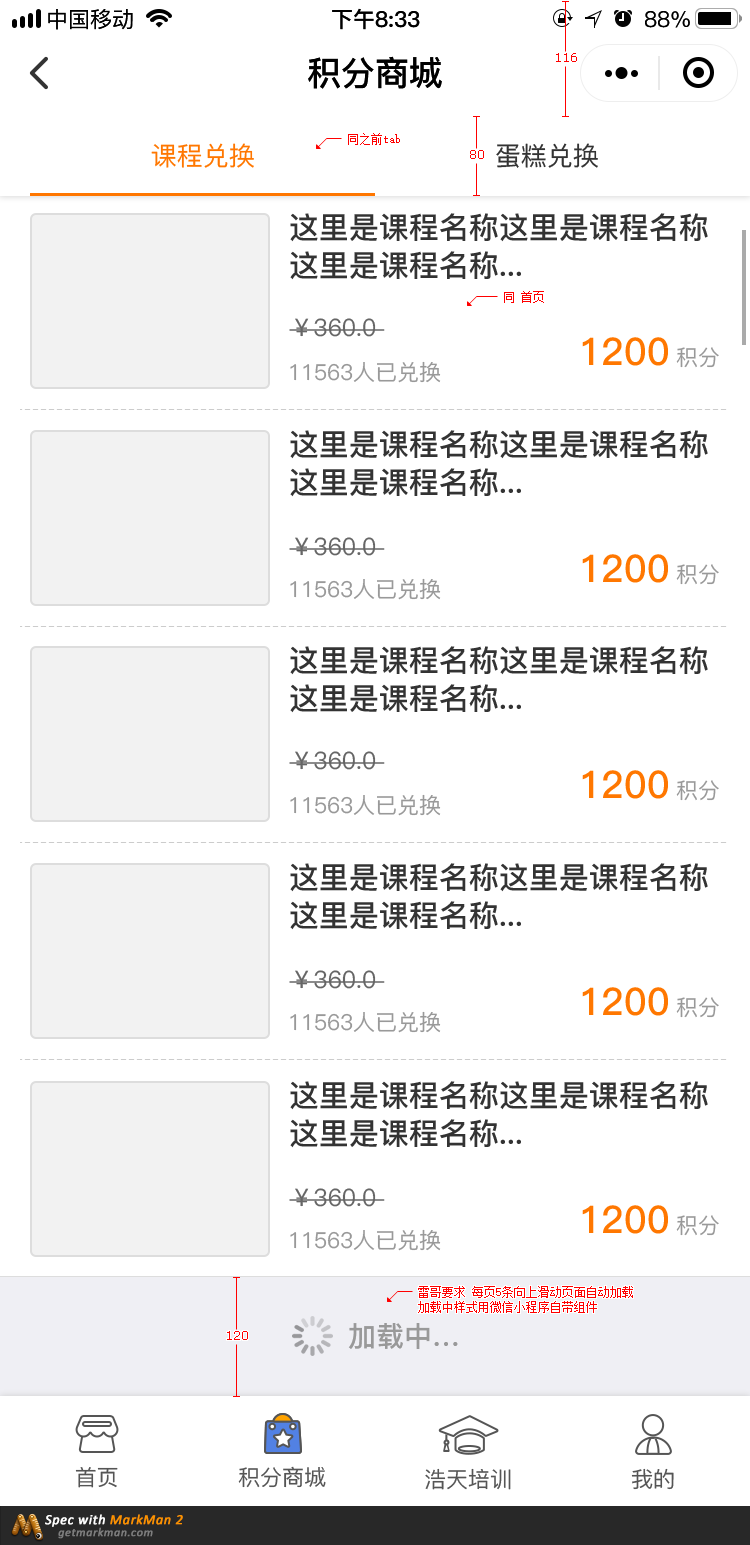 中国移动 下午8:33 88%
积分商城
116
课程兑换 同之前tab 80 蛋糕兑换
这里是课程名称这里是课程名称
这里是课程名称...
同 首页
￥360.0
11563人已兑换 1200 积分
这里是课程名称这里是课程名称
这里是课程名称...
￥360.0
11563人已兑换 1200 积分
这里是课程名称这里是课程名称
这里是课程名称...
￥360.0
11563人已兑换 1200 积分
这里是课程名称这里是课程名称
这里是课程名称...
￥360.0
11563人已兑换 1200 积分
这里是课程名称这里是课程名称
这里是课程名称...
￥360.0
11563人已兑换 1200 积分
雷哥要求 每页5条向上滑动页面自动加载
加载中样式用微信小程序自带组件
120 加载中...
首页 积分商城 浩天培训 我的
Spec with MarkMan 2
getmarkman.com